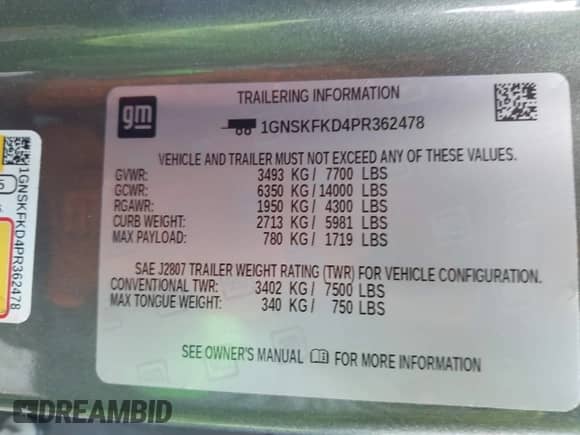 gm
TRAILERING INFORMATION
1GNSKFKD4PR362478
VEHICLE AND TRAILER MUST NOT EXCEED ANY OF THESE VALUES.
GVWR: 3493 KG/ 7700 LBS
GCWR: 6350 KG/14000 LBS
RGAWR: 1950 KG/ 4300 LBS
CURB WEIGHT: 2713 KG/ 5981 LBS
MAX PAYLOAD: 780 KG/ 1719 LBS
SAE J2807 TRAILER WEIGHT RATING (TWR) FOR VEHICLE CONFIGURATION.
CONVENTIONAL TWR: 3402 KG/ 7500 LBS
MAX TONGUE WEIGHT: 340 KG/ 750 LBS
SEE OWNER'S MANUAL FOR MORE INFORMATION
1GNSKFKD4PR362478
DREAMBID